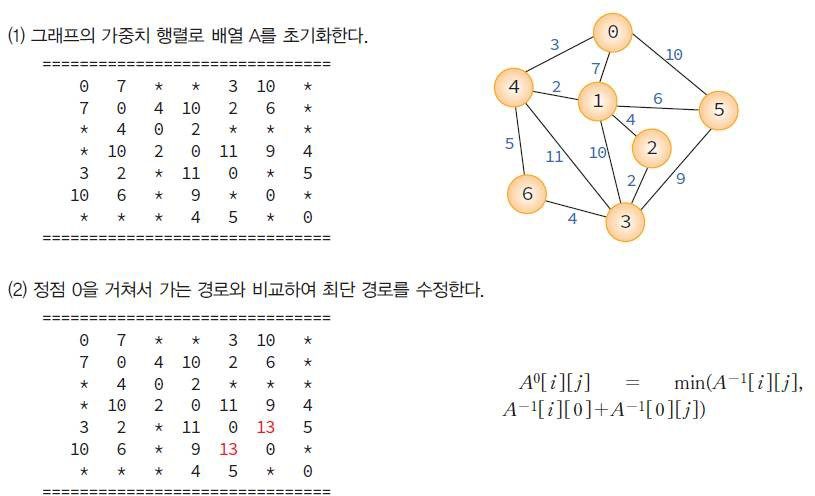 (1) 그래프의 가중치 행렬로 배열 A를 초기화한다.
===============================
0 7 * * 3 10 *
7 0 4 10 2 6 *
* 4 0 2 * * *
* 10 2 0 11 9 4
3 2 * 11 0 * 5
10 6 * 9 * 0 *
* * * 4 5 * 0
===============================
0
3
10
7
4
2
1
6
5
4
5
11
10
2
2
9
6
4
3
(2) 정점 0을 거쳐서 가는 경로와 비교하여 최단 경로를 수정한다.
===============================
0 7 * * 3 10 *
7 0 4 10 2 6 *
* 4 0 2 * * *
* 10 2 0 11 9 4
3 2 * 11 0 13 5
10 6 * 9 13 0 *
* * * 4 5 * 0
===============================
A⁰[i][j] = min(A⁻¹[i][j],
A⁻¹[i][0]+A⁻¹[0][j])